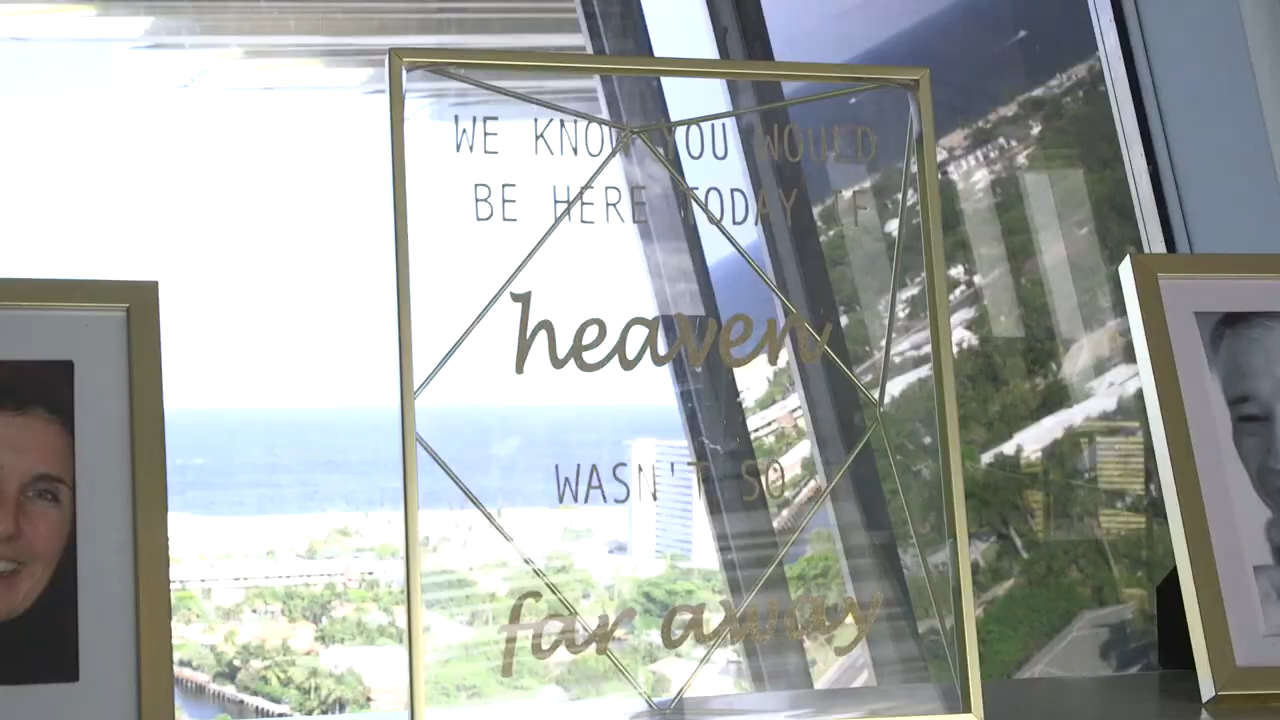 WE KNOW YOU WOULD
BE HERE TODAY IF
heaven
WASN'T SO
far away